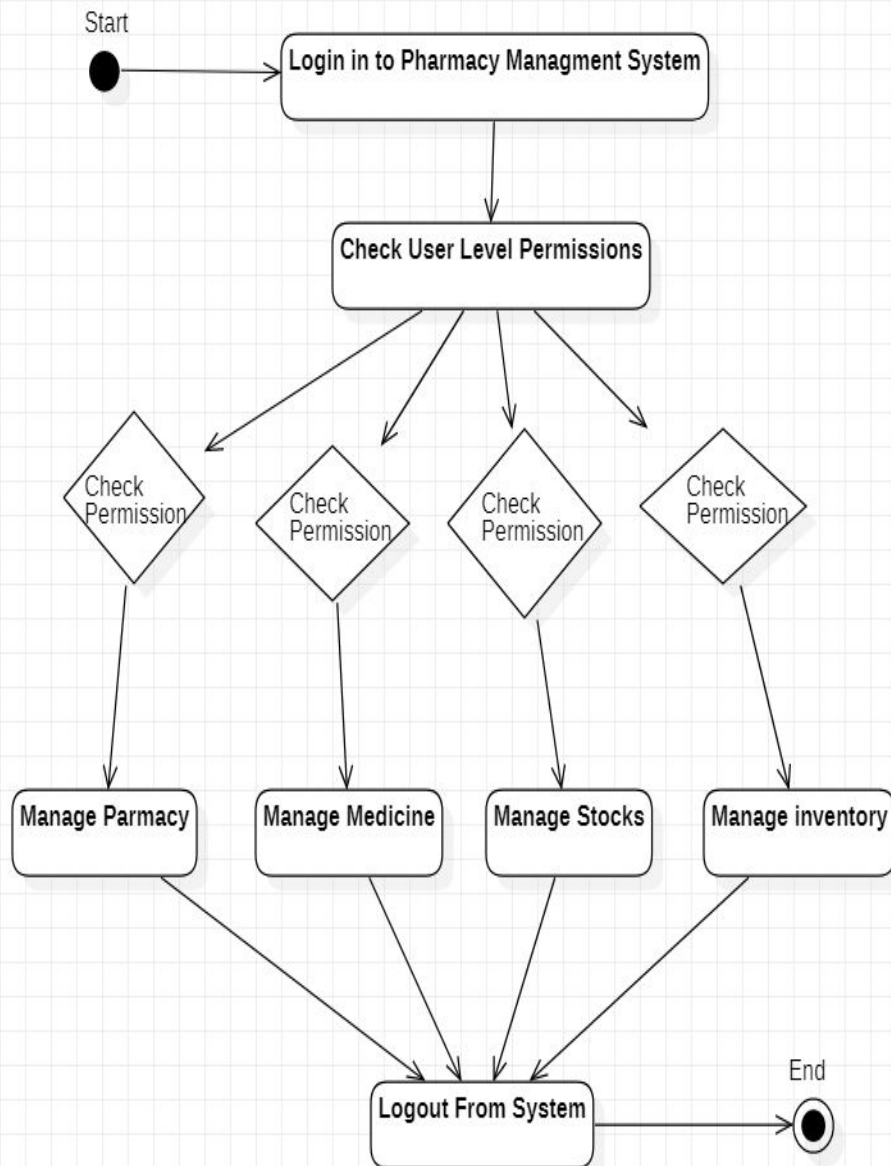 Start
Login in to Pharmacy Managment System
Check User Level Permissions
Check
Permission
Check
Permission
Check
Permission
Check
Permission
Manage Parmacy
Manage Medicine
Manage Stocks
Manage inventory
Logout From System
End